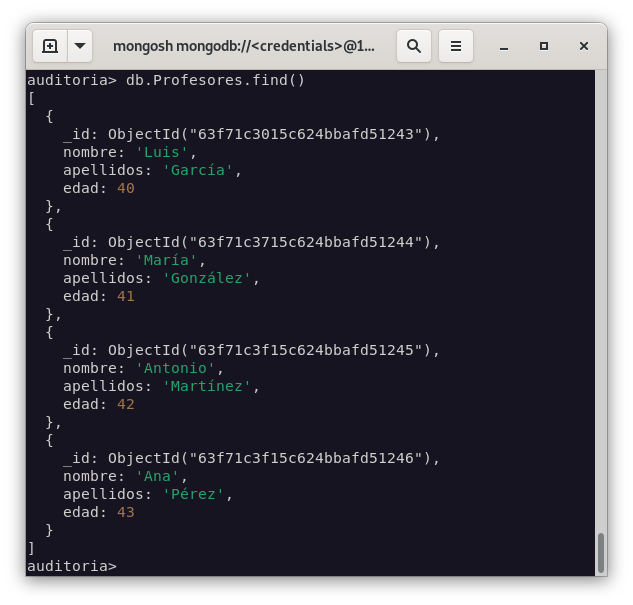 mongosh mongodb://<credentials>@1...
auditoria> db.Profesores.find()
[
  {
    _id: ObjectId("63f71c3015c624bbafd51243"),
    nombre: 'Luis',
    apellidos: 'García',
    edad: 40
  },
  {
    _id: ObjectId("63f71c3715c624bbafd51244"),
    nombre: 'María',
    apellidos: 'González',
    edad: 41
  },
  {
    _id: ObjectId("63f71c3f15c624bbafd51245"),
    nombre: 'Antonio',
    apellidos: 'Martínez',
    edad: 42
  },
  {
    _id: ObjectId("63f71c3f15c624bbafd51246"),
    nombre: 'Ana',
    apellidos: 'Pérez',
    edad: 43
  }
]
auditoria>